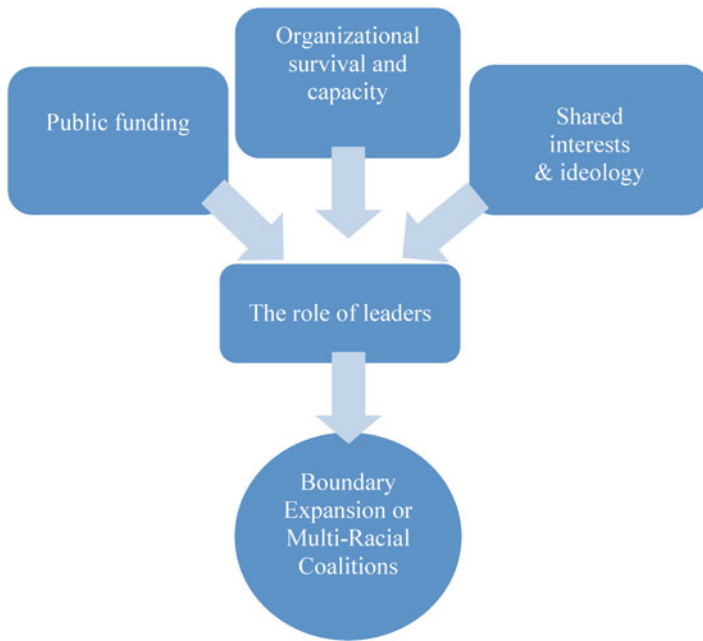 Organizational
survival and
capacity
Public funding
Shared
interests
& ideology
The role of leaders
Boundary
Expansion or
Multi-Racial
Coalitions